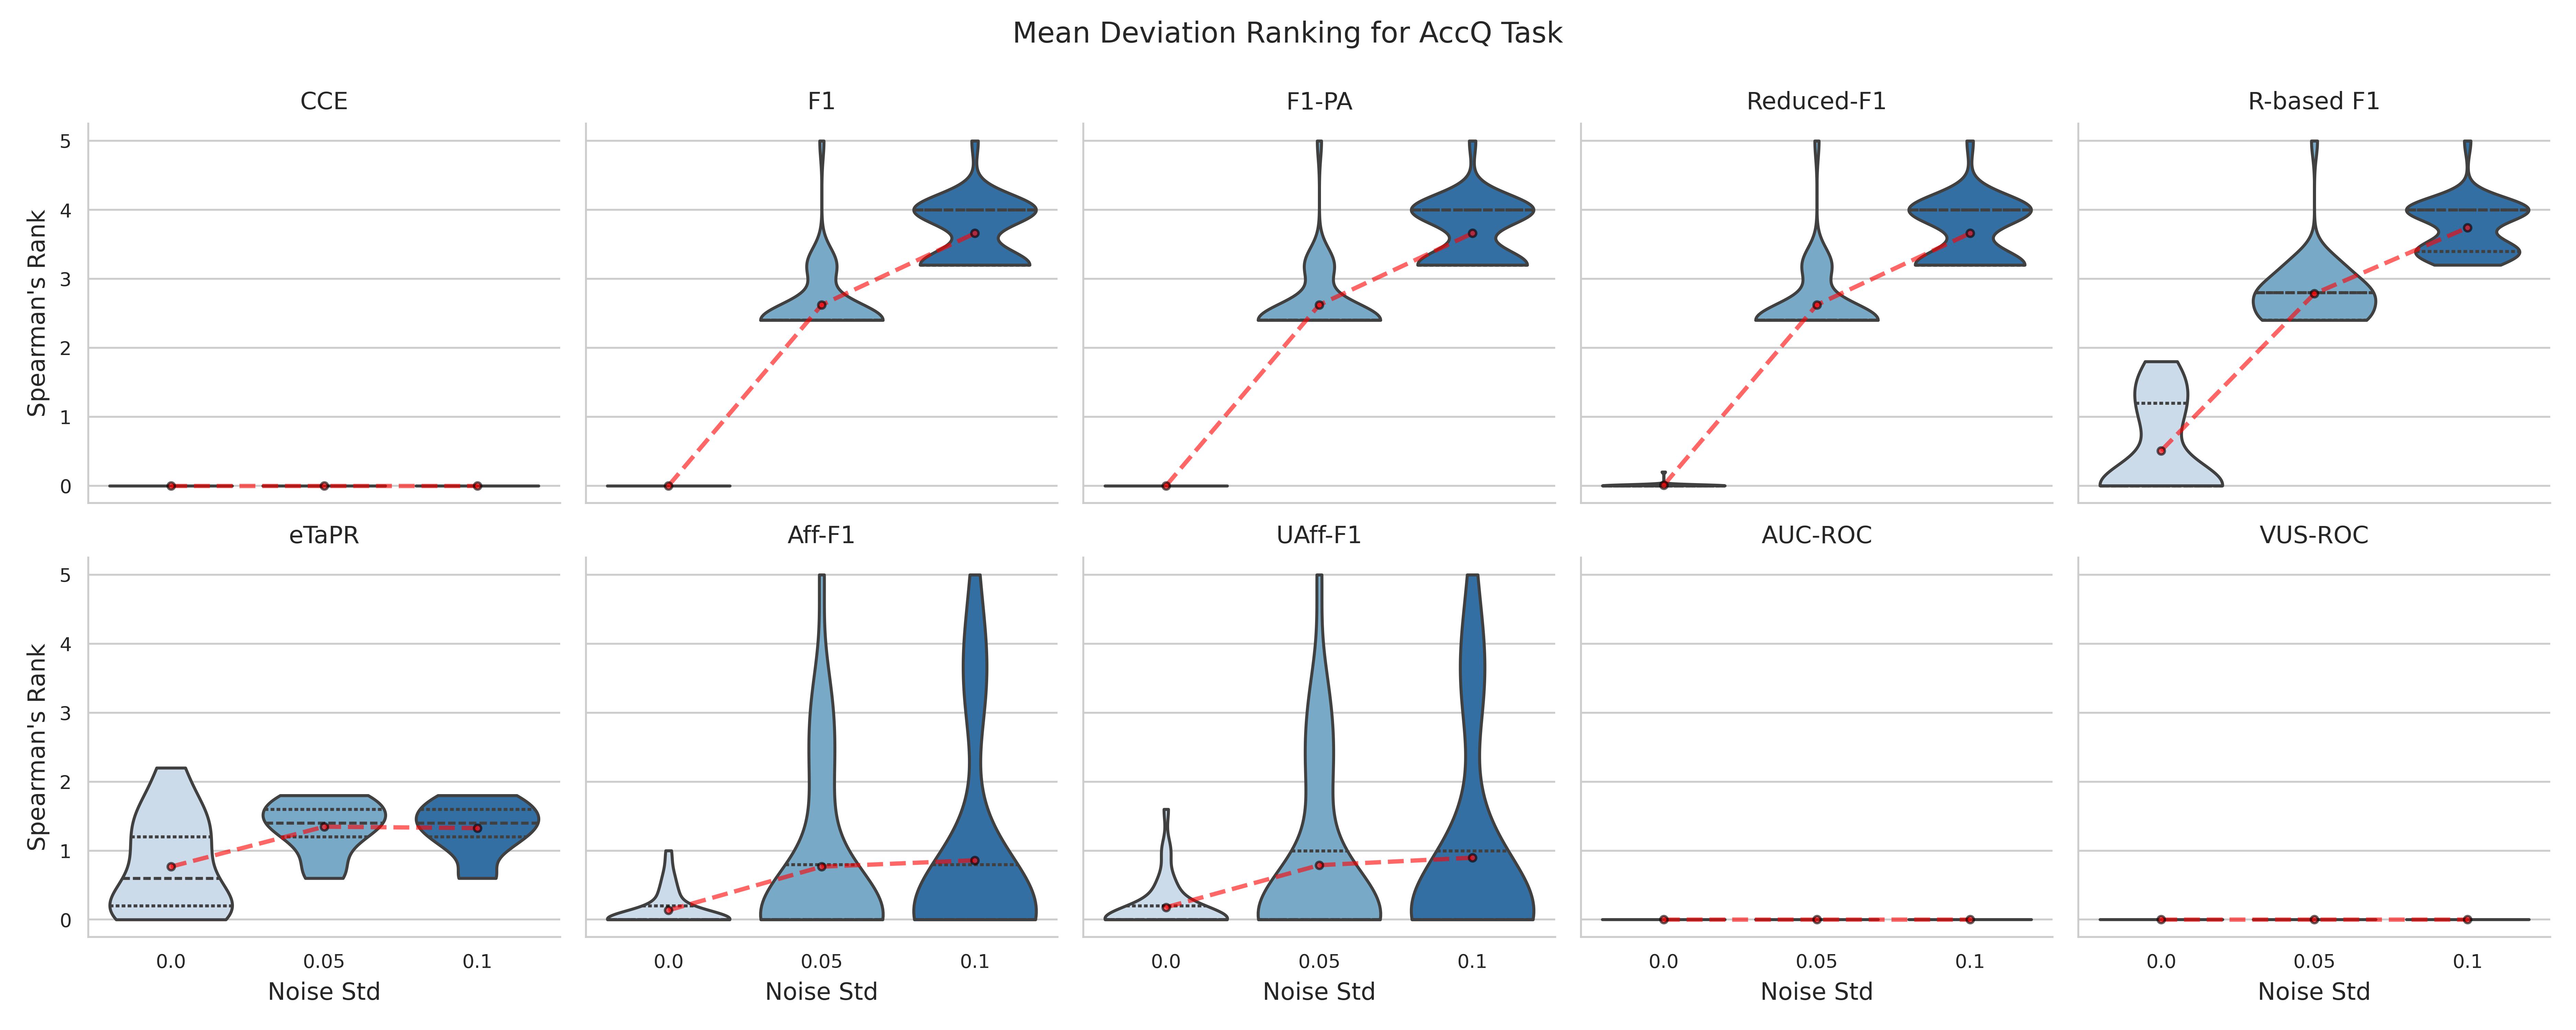 Mean Deviation Ranking for AccQ Task
CCE
F1
F1-PA
Reduced-F1
R-based F1
5
4
3
2
1
0
Spearman's Rank
eTaPR
Aff-F1
UAff-F1
AUC-ROC
VUS-ROC
5
4
3
2
1
0
Spearman's Rank
0.0 0.05 0.1
0.0 0.05 0.1
0.0 0.05 0.1
0.0 0.05 0.1
0.0 0.05 0.1
Noise Std
Noise Std
Noise Std
Noise Std
Noise Std